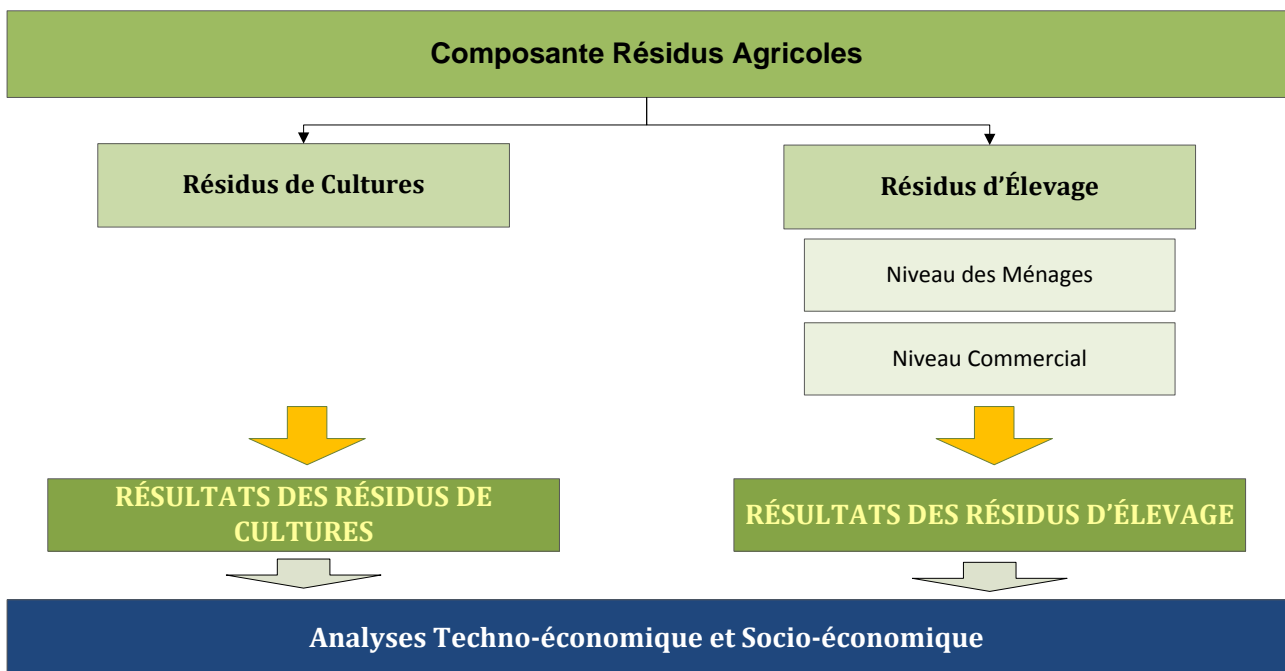 Composante Résidus Agricoles
Résidus de Cultures
Résidus d’Élevage
Niveau des Ménages
Niveau Commercial
RÉSULTATS DES RÉSIDUS DE
CULTURES
RÉSULTATS DES RÉSIDUS D’ÉLEVAGE
Analyses Techno-économique et Socio-économique